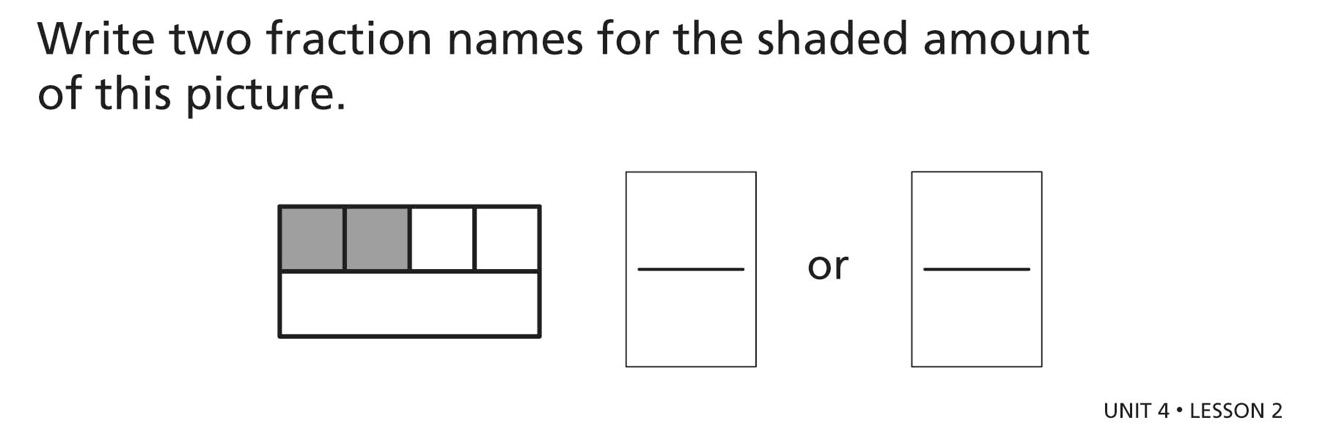 Write two fraction names for the shaded amount
of this picture.
or
UNIT 4 • LESSON 2